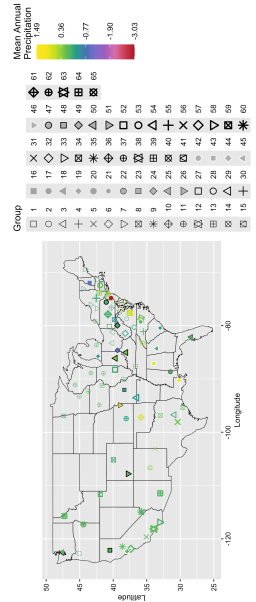 Group
1 16 31 46 61
2 17 32 47 62
3 18 33 48 63
4 19 34 49 64
5 20 35 50 65
6 21 36 51
7 22 37 52
8 23 38 53
9 24 39 54
10 25 40 55
11 26 41 56
12 27 42 57
13 28 43 58
14 29 44 59
15 30 45 60
Mean Annual
Precipitation
1.49
0.36
-0.77
-1.90
-3.03
Latitude
50
45
40
35
30
25
-120 -100 -80
Longitude